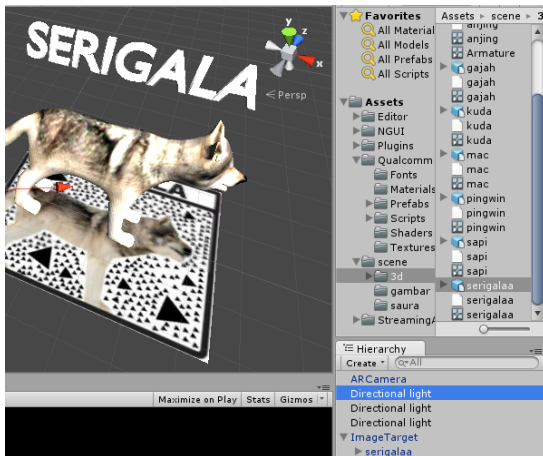 SERIGALA
y
z
x
Persp
A
Maximize on Play Stats Gizmos
Favorites
All Material
All Models
All Prefabs
All Scripts
Assets
Editor
NGUI
Plugins
Qualcomm
Fonts
Materials
Prefabs
Scripts
Shaders
Textures
scene
3d
gambar
saura
StreamingA
Assets scene 3
anjing
anjing
Armature
gajah
gajah
gajah
kuda
kuda
kuda
mac
mac
mac
pingwin
pingwin
pingwin
sapi
sapi
sapi
serigalaa
serigalaa
serigalaa
Hierarchy
Create All
ARCamera
Directional light
Directional light
Directional light
ImageTarget
serigalaa